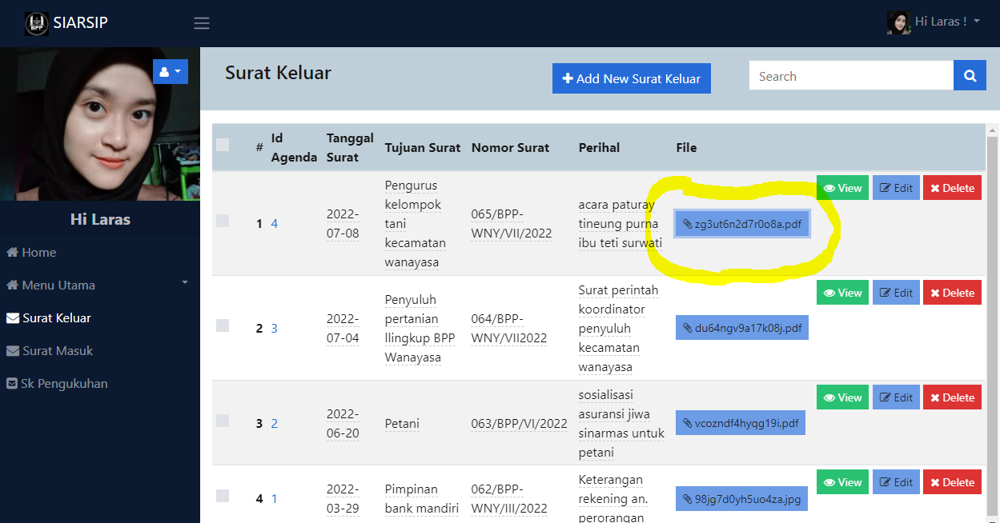 BPP SIARSIP
Hi Laras !
Surat Keluar
Add New Surat Keluar
Search
Hi Laras
Home
Menu Utama
Surat Keluar
Surat Masuk
Sk Pengukuhan
# Id Agenda Tanggal Surat Tujuan Surat Nomor Surat Perihal File
1 4
2022-
07-08
Pengurus
kelompok
tani
kecamatan
wanayasa
065/BPP-
WNY/VII/2022
acara paturay
tineung purna
ibu teti surwati
zg3ut6n2d7r0o8a.pdf
View Edit Delete
2 3
2022-
07-04
Penyuluh
pertanian
llingkup BPP
Wanayasa
064/BPP-
WNY/VII2022
Surat perintah
koordinator
penyuluh
kecamatan
wanayasa
du64ngv9a17k08j.pdf
View Edit Delete
3 2
2022-
06-20
Petani
063/BPP/VI/2022
sosialisasi
asuransi jiwa
sinarmas untuk
petani
vcozndf4hyqg19i.pdf
View Edit Delete
4 1
2022-
03-29
Pimpinan
bank mandiri
062/BPP-
WNY/III/2022
Keterangan
rekening an.
perorangan
98jg7d0yh5uo4za.jpg
View Edit Delete